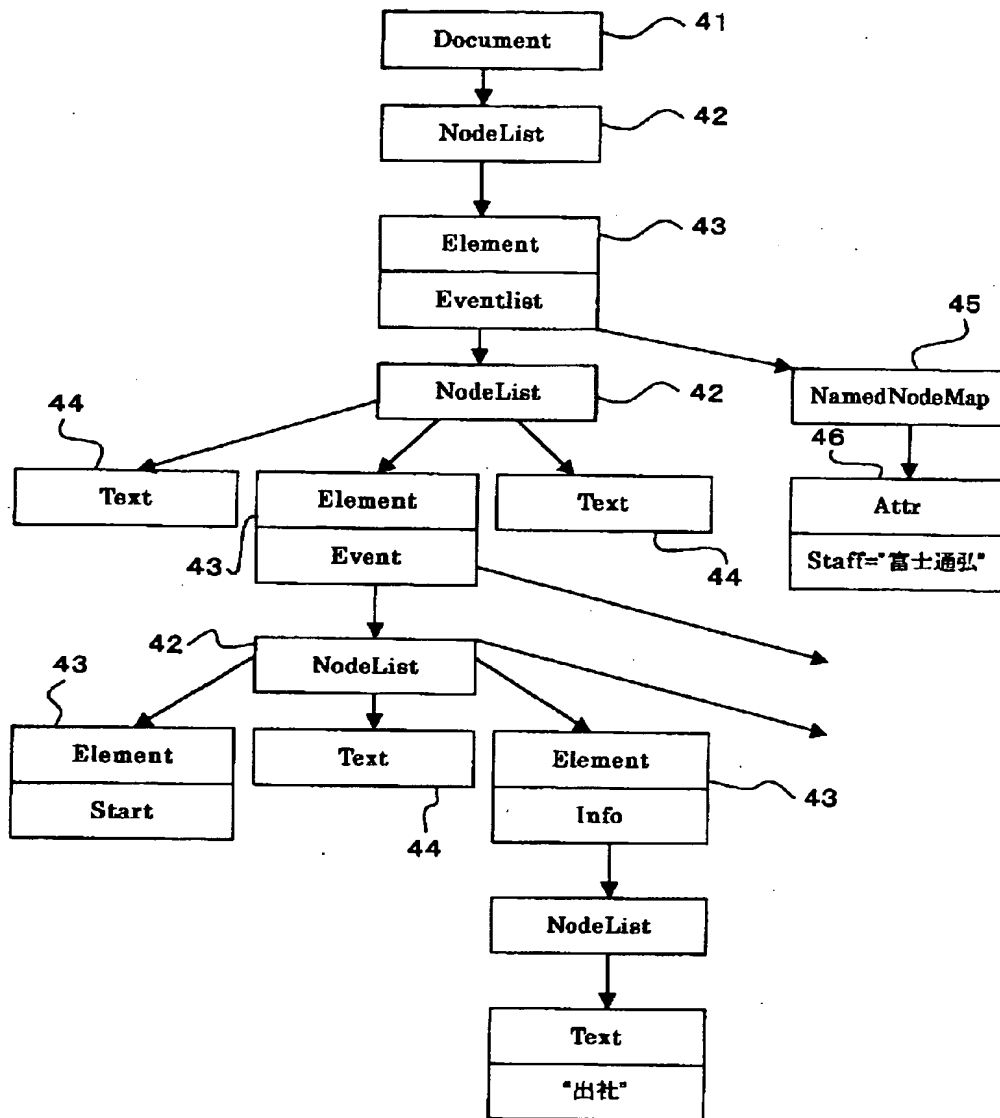 Document
41
NodeList
42
Element
43
Eventlist
45
NodeList
42
NamedNodeMap
44
46
Text
Element
Text
Attr
43
Event
44
Staff="富士通弘"
42
NodeList
43
Element
Text
Element
43
Start
Info
44
NodeList
Text
"出社"